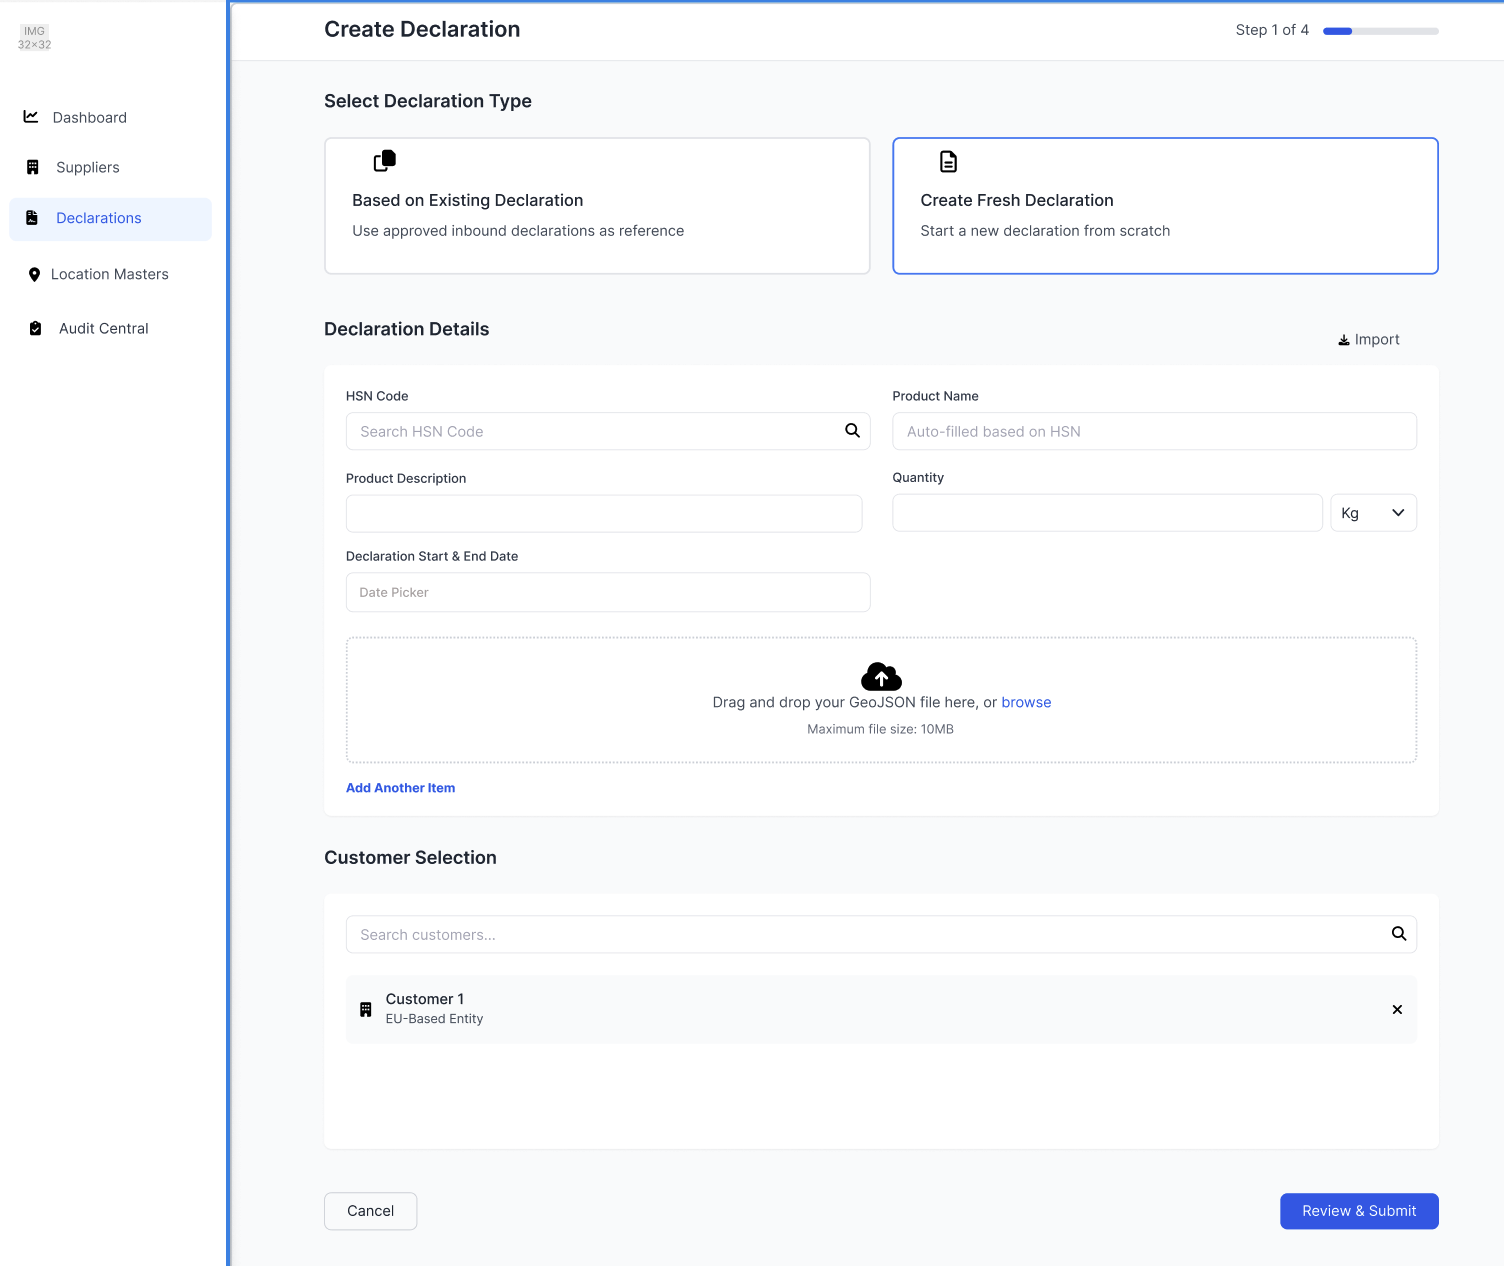 IMG
32×32
Dashboard
Suppliers
Declarations
Location Masters
Audit Central
Create Declaration
Step 1 of 4
Select Declaration Type
Based on Existing Declaration
Use approved inbound declarations as reference
Create Fresh Declaration
Start a new declaration from scratch
Declaration Details
Import
HSN Code
Search HSN Code
Product Name
Auto-filled based on HSN
Product Description
Quantity
Kg
Declaration Start & End Date
Date Picker
Drag and drop your GeoJSON file here, or browse
Maximum file size: 10MB
Add Another Item
Customer Selection
Search customers...
Customer 1
EU-Based Entity
Cancel
Review & Submit